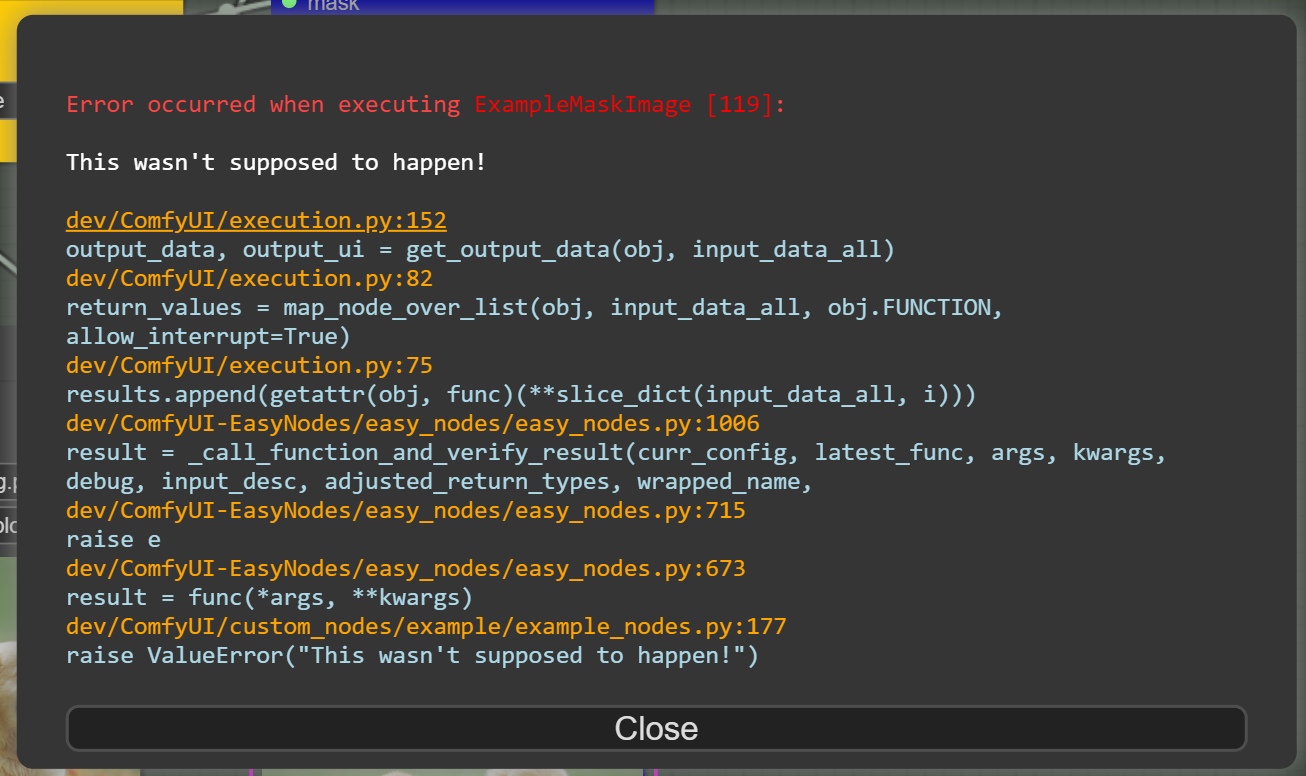 mask
Error occurred when executing ExampleMaskImage [119]:
This wasn't supposed to happen!
dev/ComfyUI/execution.py:152
output_data, output_ui = get_output_data(obj, input_data_all)
dev/ComfyUI/execution.py:82
return_values = map_node_over_list(obj, input_data_all, obj.FUNCTION,
allow_interrupt=True)
dev/ComfyUI/execution.py:75
results.append(getattr(obj, func)(**slice_dict(input_data_all, i)))
dev/ComfyUI-EasyNodes/easy_nodes/easy_nodes.py:1006
result = _call_function_and_verify_result(curr_config, latest_func, args, kwargs,
debug, input_desc, adjusted_return_types, wrapped_name,
dev/ComfyUI-EasyNodes/easy_nodes/easy_nodes.py:715
raise e
dev/ComfyUI-EasyNodes/easy_nodes/easy_nodes.py:673
result = func(*args, **kwargs)
dev/ComfyUI/custom_nodes/example/example_nodes.py:177
raise ValueError("This wasn't supposed to happen!")
Close